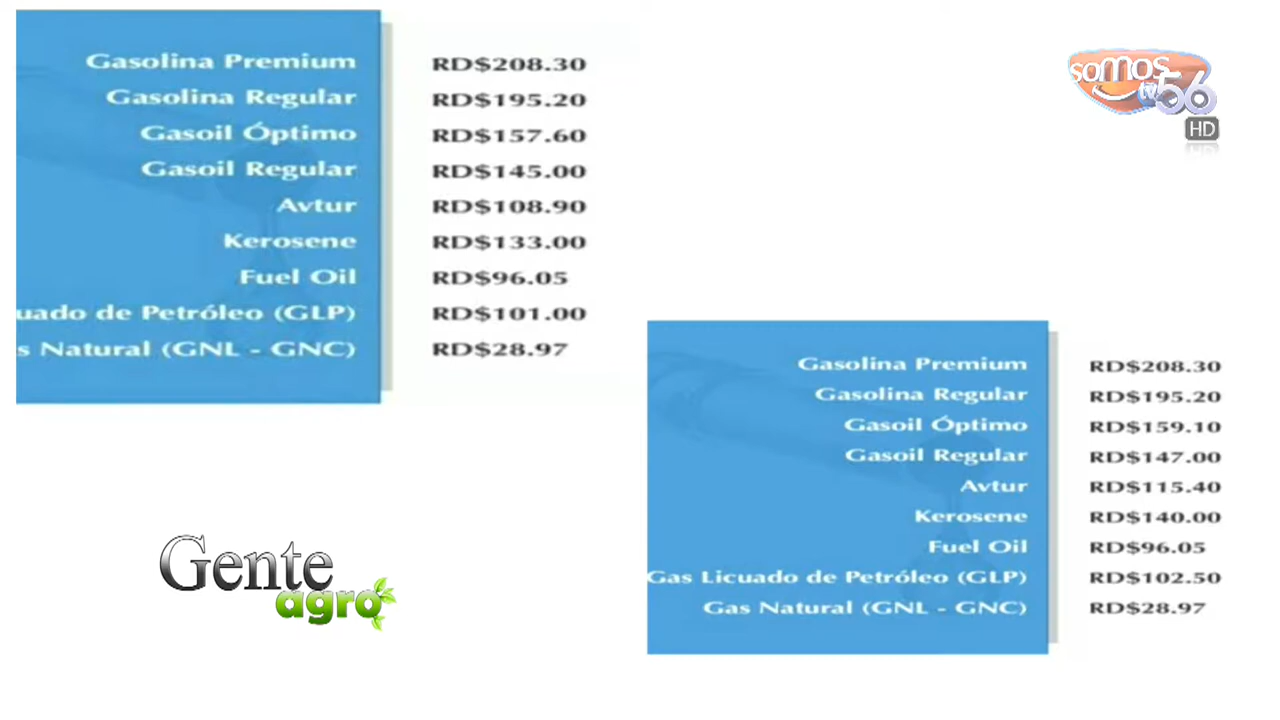 Gasolina Premium RD$208.30
Gasolina Regular RD$195.20
Gasoil Óptimo RD$157.60
Gasoil Regular RD$145.00
Avtur RD$108.90
Kerosene RD$133.00
Fuel Oil RD$96.05
uado de Petróleo (GLP) RD$101.00
s Natural (GNL - GNC) RD$28.97
somos
tv 56
HD
Gasolina Premium RD$208.30
Gasolina Regular RD$195.20
Gasoil Óptimo RD$159.10
Gasoil Regular RD$147.00
Avtur RD$115.40
Kerosene RD$140.00
Fuel Oil RD$96.05
Gas Licuado de Petróleo (GLP) RD$102.50
Gas Natural (GNL - GNC) RD$28.97
Gente
agro